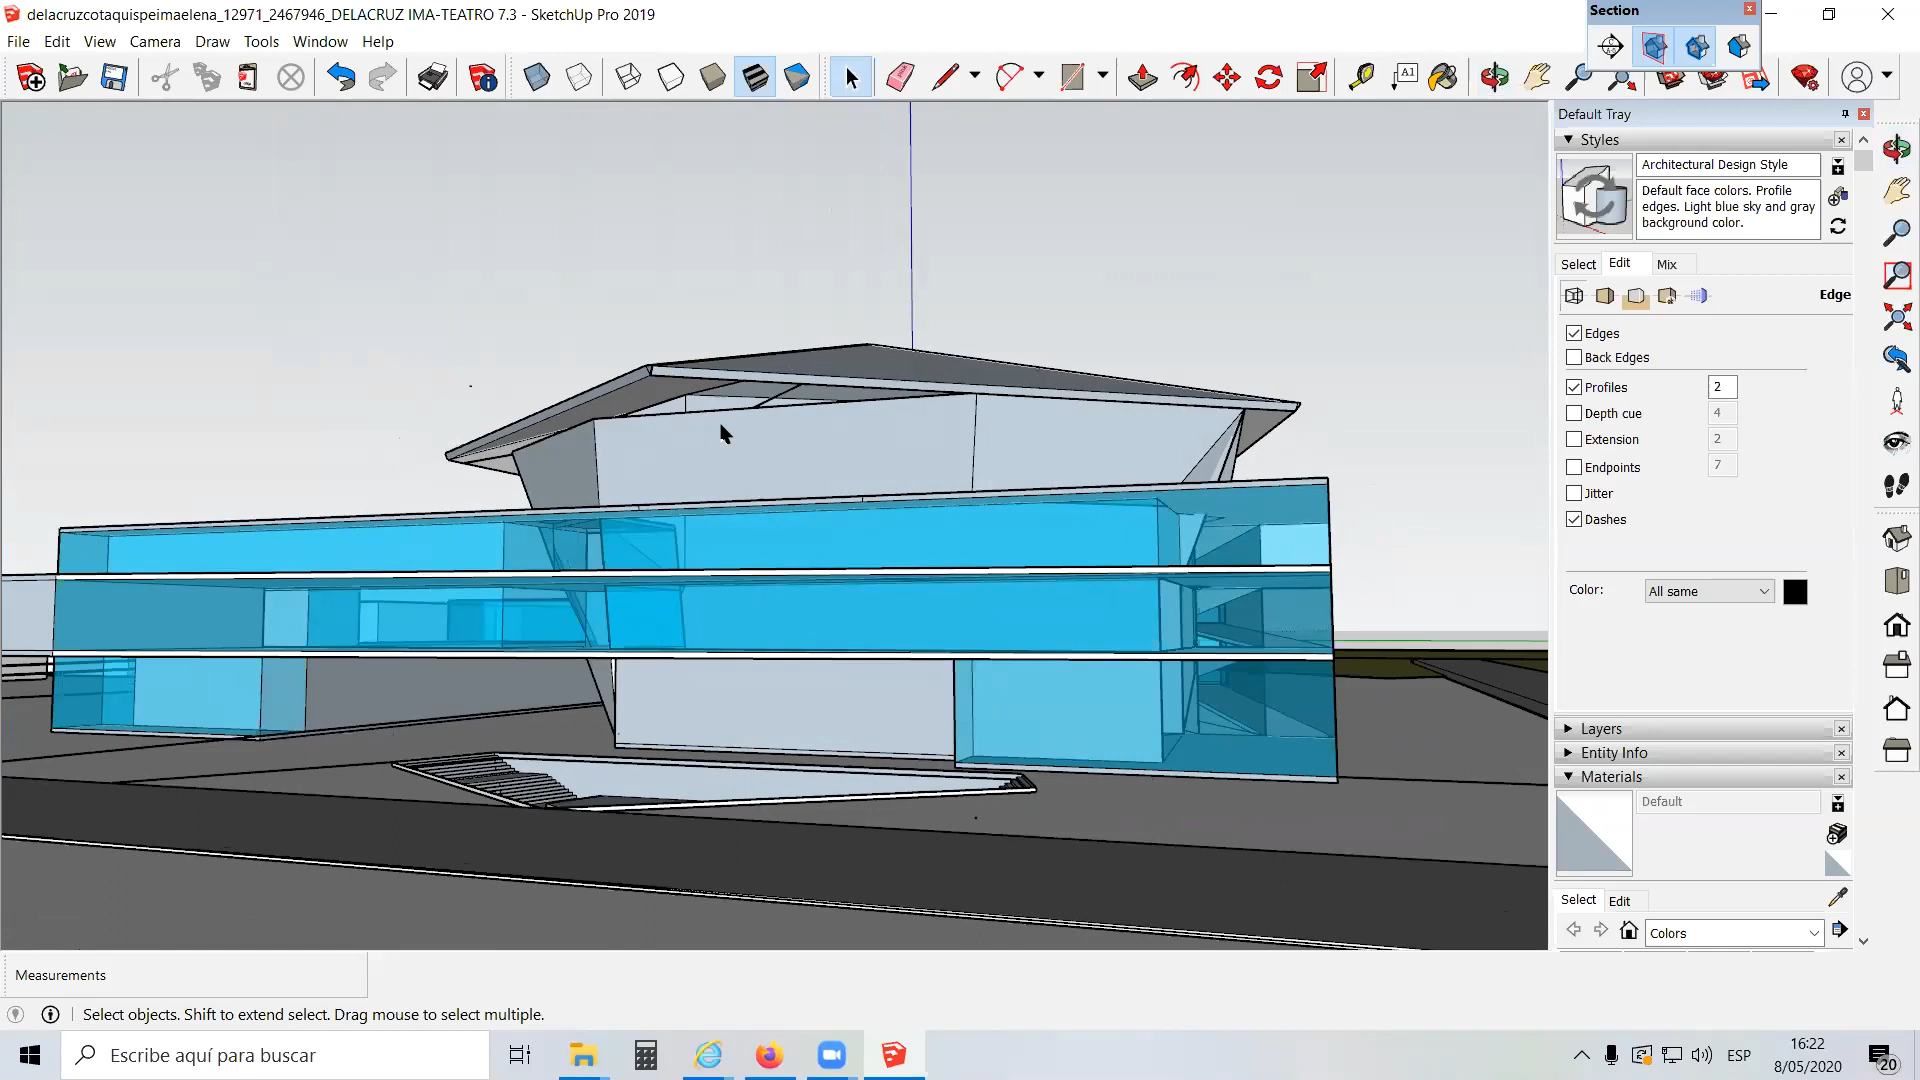 delacruzcotaquispeimaelena_12971_2467946_DELACRUZ IMA-TEATRO 7.3 - SketchUp Pro 2019
Section
File Edit View Camera Draw Tools Window Help
A1
Default Tray
Styles
Architectural Design Style
Default face colors. Profile
edges. Light blue sky and gray
background color.
Select Edit Mix
Edge
Edges
Back Edges
Profiles 2
Depth cue 4
Extension 2
Endpoints 7
Jitter
Dashes
Color: All same
Layers
Entity Info
Materials
Default
Select Edit
Colors
Measurements
Select objects. Shift to extend select. Drag mouse to select multiple.
Escribe aquí para buscar
ESP
16:22
8/05/2020
20